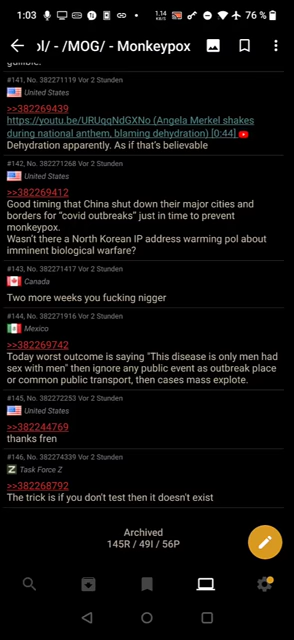 1:03
1.14 KB/s
76 %
ol/ - /MOG/ - Monkeypox
gullible.
#141, No. 382271119 Vor 2 Stunden
United States
>>382269439
https://youtu.be/URUqqNdGXNo (Angela Merkel shakes
during national anthem, blaming dehydration) [0:44]
Dehydration apparently. As if that's believable
#142, No. 382271268 Vor 2 Stunden
United States
>>382269412
Good timing that China shut down their major cities and
borders for "covid outbreaks" just in time to prevent
monkeypox.
Wasn't there a North Korean IP address warming pol about
imminent biological warfare?
#143, No. 382271417 Vor 2 Stunden
Canada
Two more weeks you fucking nigger
#144, No. 382271916 Vor 2 Stunden
Mexico
>>382269742
Today worst outcome is saying "This disease is only men had
sex with men" then ignore any public event as outbreak place
or common public transport, then cases mass explote.
#145, No. 382272253 Vor 2 Stunden
United States
>>382244769
thanks fren
#146, No. 382274339 Vor 2 Stunden
Z Task Force Z
>>382268792
The trick is if you don't test then it doesn't exist
Archived
145R / 49I / 56P